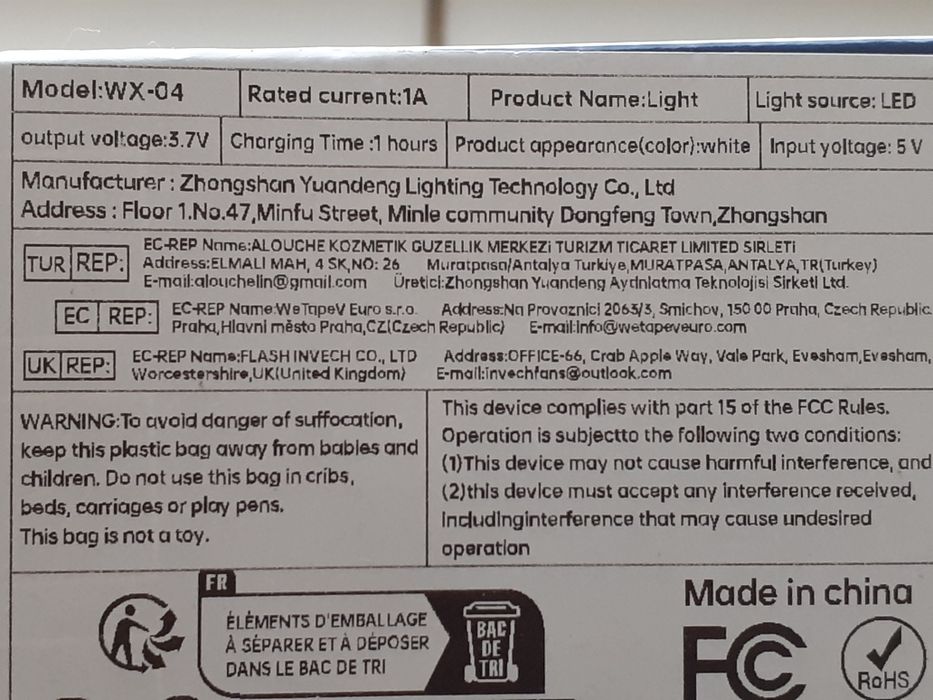 Model:WX-04 Rated current:1A Product Name:Light Light source: LED
output voltage:3.7V Charging Time :1 hours Product appearance(color):white Input yoltage: 5 V
Manufacturer : Zhongshan Yuandeng Lighting Technology Co., Ltd
Address : Floor 1.No.47,Minfu Street, Minle community Dongfeng Town,Zhongshan
TUR REP: EC-REP Name:ALOUCHE KOZMETIK GUZELLIK MERKEZi TURIZM TICARET LIMITED SIRLETi
Address:ELMALI MAH, 4 SK,NO: 26 Muratpasa/Antalya Turkiye,MURATPASA,ANTALYA,TR(Turkey)
E-mail:alouchelin@gmail.com Üretici:Zhongshan Yuandeng Aydinlatma Teknolojisi Sirketi Ltd.
EC REP: EC-REP Name:WeTapeV Euro s.r.o. Address:Na Provaznici 2063/3, Smichov, 150 00 Praha, Czech Republic.
Praha,Hlavni město Praha,CZ(Czech Republic) E-mail:Info@wetapeveuro.com
UK REP: EC-REP Name:FLASH INVECH CO., LTD Address:OFFICE-66, Crab Apple Way, Vale Park, Evesham,Evesham,
Worcestershire,UK(United Kingdom) E-mail:invechfans@outlook.com
WARNING:To avoid danger of suffocation,
keep this plastic bag away from babies and
children. Do not use this bag in cribs,
beds, carriages or play pens.
This bag is not a toy.
This device complies with part 15 of the FCC Rules.
Operation is subjectto the following two conditions:
(1)This device may not cause harmful interference, and
(2)this device must accept any interference received,
Includinginterference that may cause undesired
operation
FR
ÉLÉMENTS D'EMBALLAGE
À SÉPARER ET À DÉPOSER
DANS LE BAC DE TRI
BAC
DE
TRI
Made in china
FC
RoHS